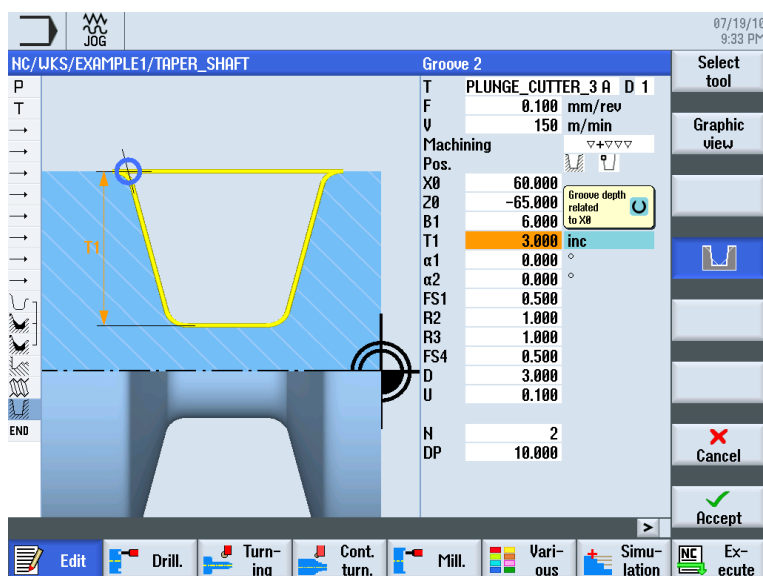 JOG
07/19/10
9:33 PM
NC/WKS/EXAMPLE1/TAPER_SHAFT
Groove 2
Select tool
P
T
END
T1
T PLUNGE_CUTTER_3 A D 1
F 0.100 mm/rev
V 150 m/min
Machining ▽+▽▽▽
Pos.
X0 60.000
Z0 -65.000
B1 6.000
T1 3.000 inc
α1 0.000 °
α2 0.000 °
FS1 0.500
R2 1.000
R3 1.000
FS4 0.500
D 3.000
U 0.100
N 2
DP 10.000
Groove depth
related
to X0
Graphic view
Cancel
Accept
>
Edit
Drill.
Turn-
ing
Cont.
turn.
Mill.
Vari-
ous
Simu-
lation
NC
Ex-
ecute